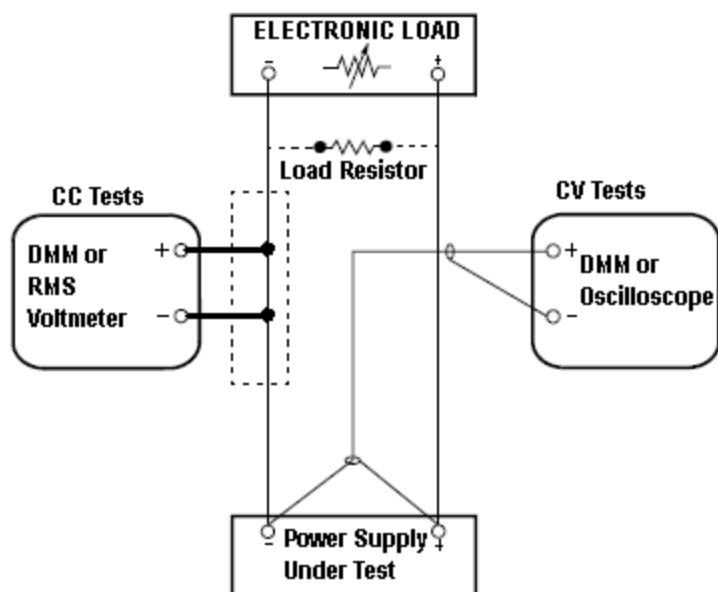 ELECTRONIC LOAD
- +
Load Resistor
CC Tests
CV Tests
+
DMM or
RMS
Voltmeter
-
+
DMM or
Oscilloscope
-
- Power Supply +
Under Test